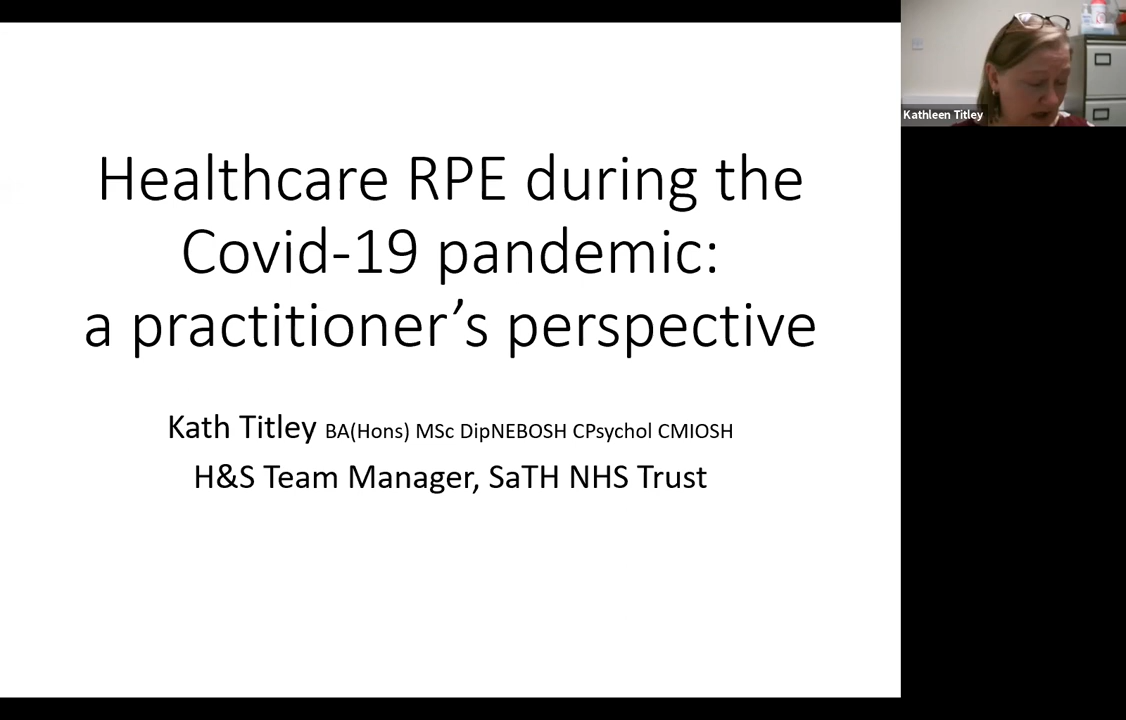 Healthcare RPE during the
Covid-19 pandemic:
a practitioner’s perspective
Kath Titley BA(Hons) MSc DipNEBOSH CPsychol CMIOSH
H&S Team Manager, SaTH NHS Trust
Kathleen Titley